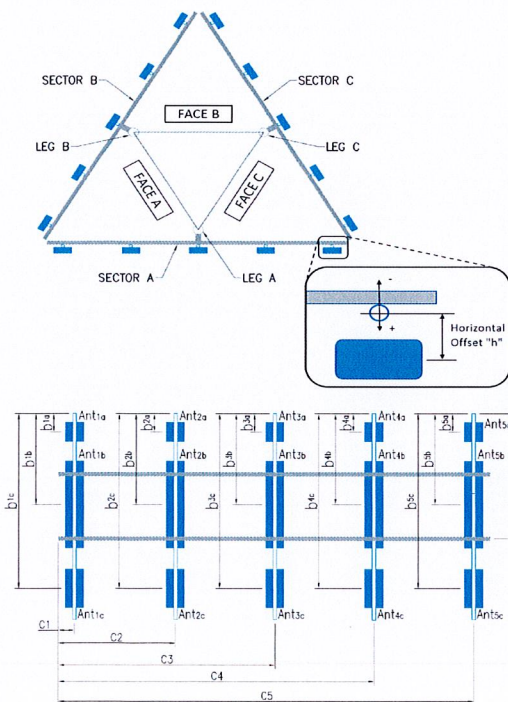 SECTOR B
SECTOR C
FACE B
LEG B
LEG C
FACE A
FACE C
SECTOR A
LEG A
-
+
Horizontal
Offset "h"
b1a
Ant1a
b2a
Ant2a
b3a
Ant3a
b4a
Ant4a
b5a
Ant5a
b1b
Ant1b
b2b
Ant2b
b3b
Ant3b
b4b
Ant4b
b5b
Ant5b
b1c
b2c
b3c
b4c
b5c
Ant1c
Ant2c
Ant3c
Ant4c
Ant5c
C1
C2
C3
C4
C5